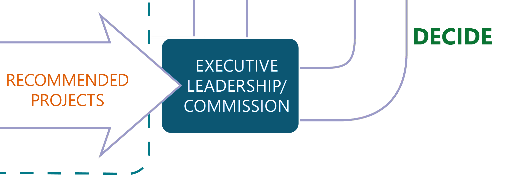 DECIDE
RECOMMENDED
PROJECTS
EXECUTIVE
LEADERSHIP/
COMMISSION